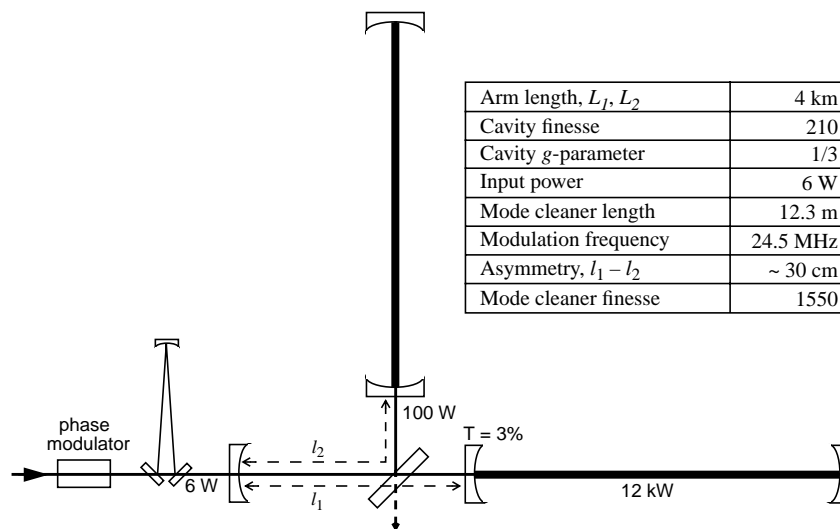 Arm length, L1, L2 4 km
Cavity finesse 210
Cavity g-parameter 1/3
Input power 6 W
Mode cleaner length 12.3 m
Modulation frequency 24.5 MHz
Asymmetry, l1 – l2 ~ 30 cm
Mode cleaner finesse 1550
100 W
phase
modulator
T = 3%
l2
6 W
l1
12 kW